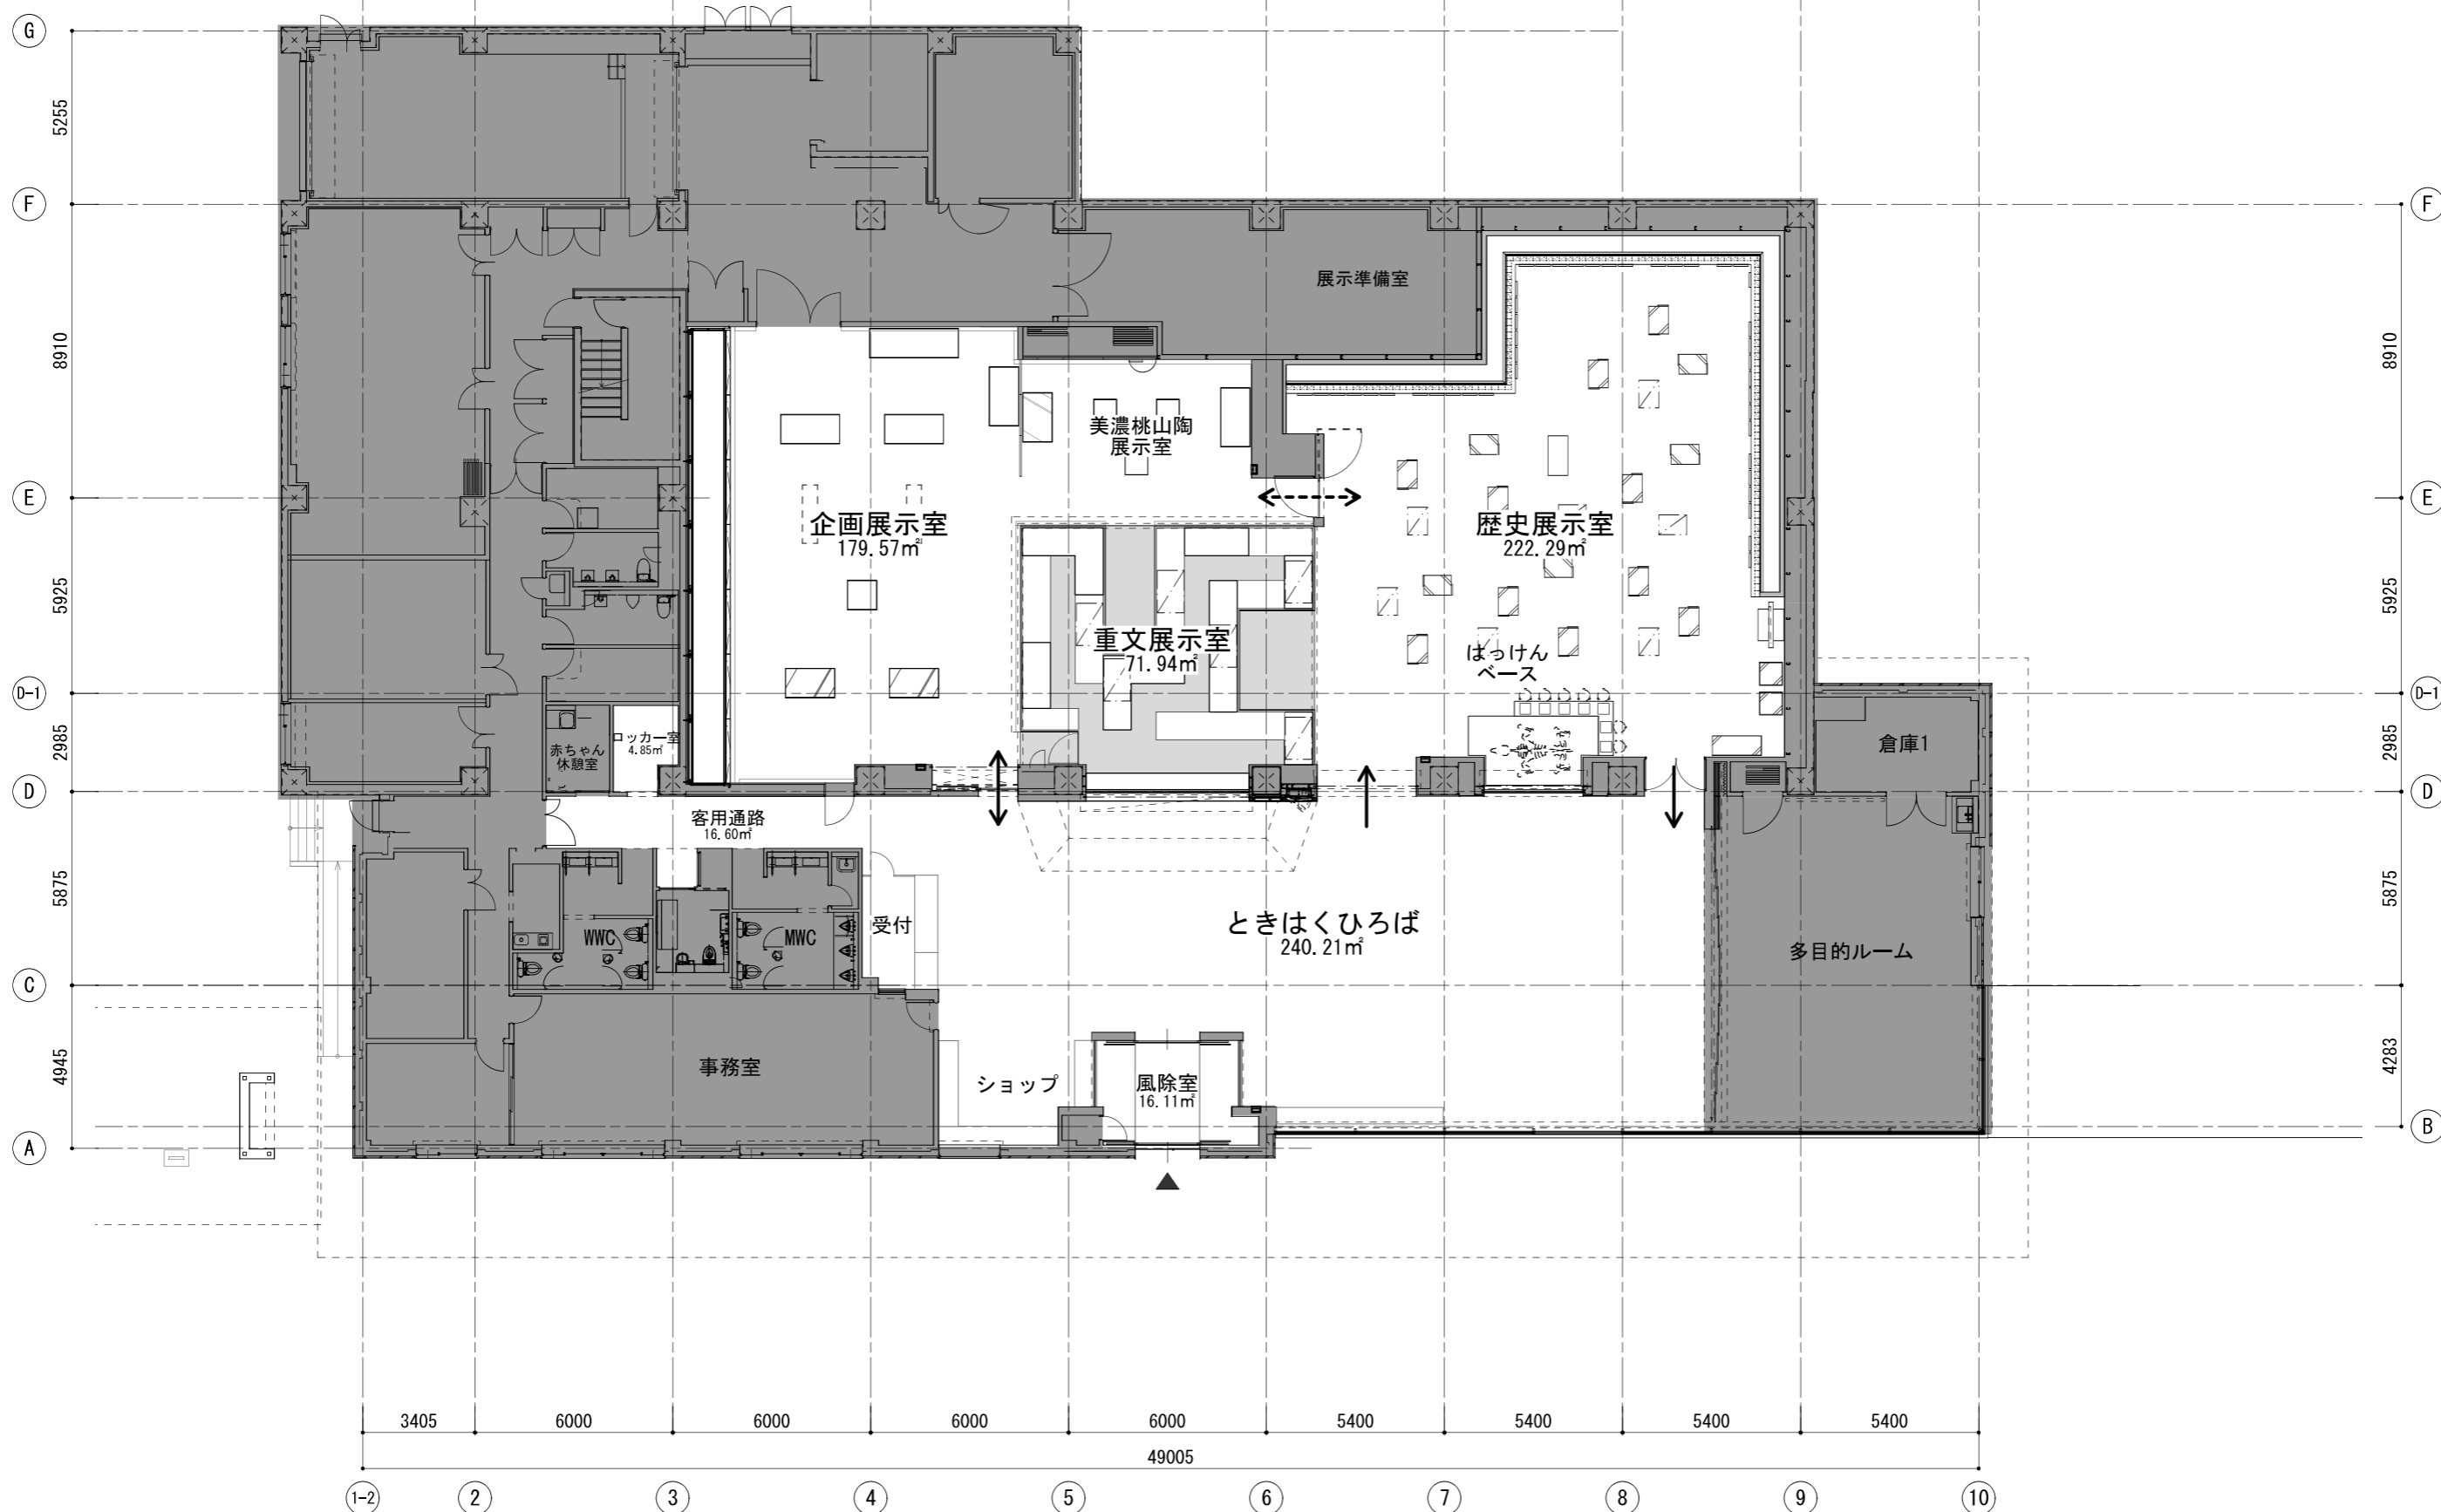 G
5255
F
F
展示準備室
8910
8910
美濃桃山陶
展示室
E
E
企画展示室
179.57㎡
歴史展示室
222.29㎡
5925
5925
重文展示室
71.94㎡
はっけん
ベース
D-1
D-1
ロッカー室
4.85㎡
赤ちゃん
休憩室
2985
2985
倉庫1
D
D
客用通路
16.60㎡
5875
5875
受付
ときはくひろば
240.21㎡
WWC
MWC
多目的ルーム
C
4945
4283
事務室
ショップ
風除室
16.11㎡
A
B
3405
6000
6000
6000
6000
5400
5400
5400
5400
49005
1-2
2
3
4
5
6
7
8
9
10